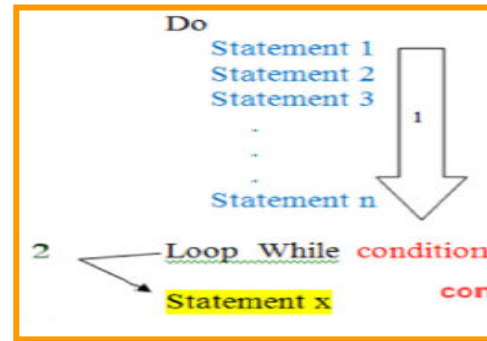 Do
Statement 1
Statement 2
Statement 3
.
.
.
Statement n
1
2
Loop While condition
Statement x